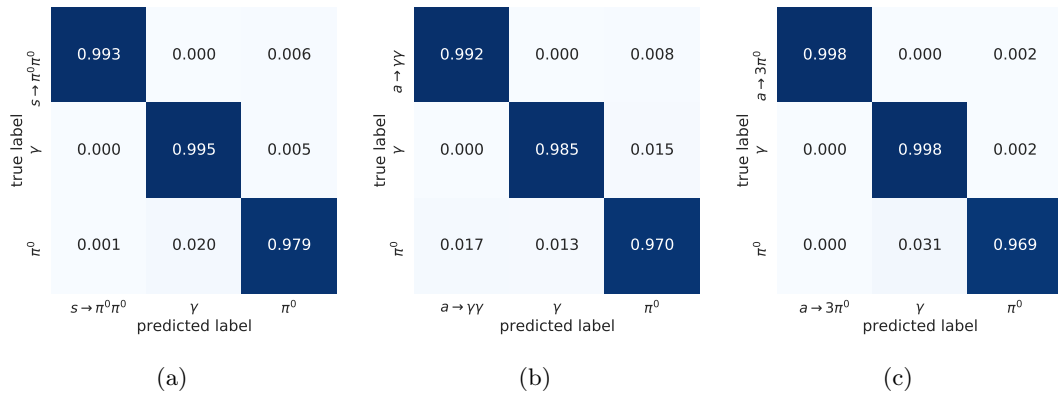 true label
s→π⁰π⁰
γ
π⁰
0.993 0.000 0.006
0.000 0.995 0.005
0.001 0.020 0.979
s→π⁰π⁰ γ π⁰
predicted label
(a)
true label
a→γγ
γ
π⁰
0.992 0.000 0.008
0.000 0.985 0.015
0.017 0.013 0.970
a→γγ γ π⁰
predicted label
(b)
true label
a→3π⁰
γ
π⁰
0.998 0.000 0.002
0.000 0.998 0.002
0.000 0.031 0.969
a→3π⁰ γ π⁰
predicted label
(c)